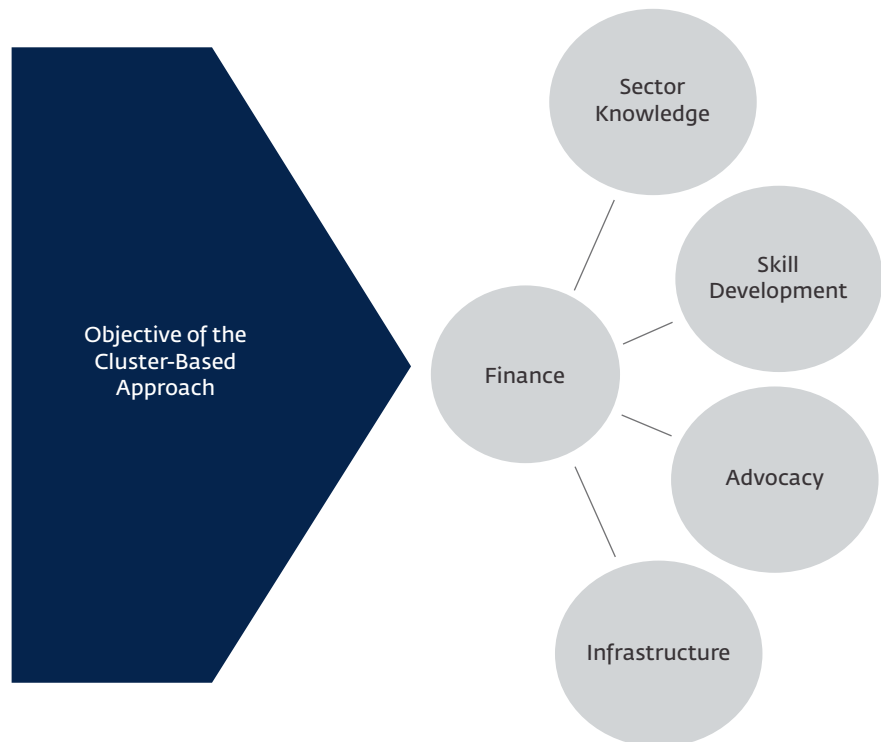 Objective of the
Cluster-Based
Approach
Finance
Sector
Knowledge
Skill
Development
Advocacy
Infrastructure